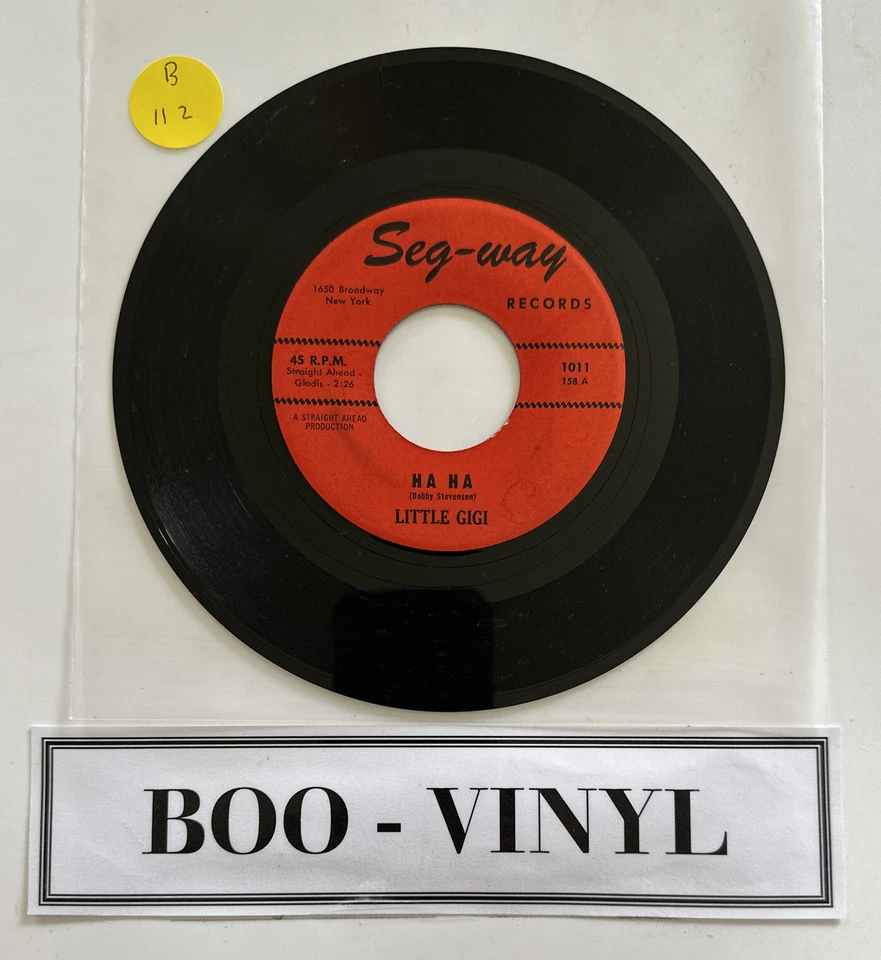 B
112
Seg-way
1650 Broadway
New York
RECORDS
45 R.P.M.
Straight Ahead -
Glodis - 2:26
1011
158 A
A STRAIGHT AHEAD
PRODUCTION
HA HA
(Bobby Stevenson)
LITTLE GIGI
BOO - VINYL